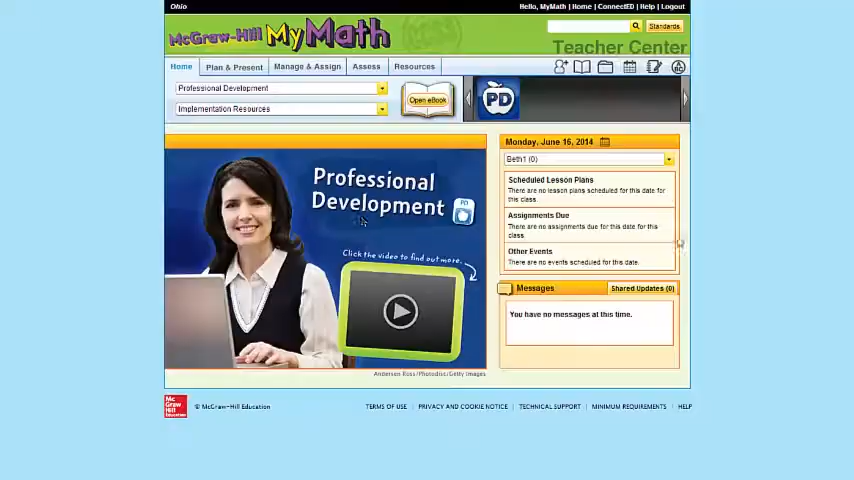 Ohio
Hello, MyMath | Home | ConnectED | Help | Logout
McGraw-Hill MyMath
Standards
Teacher Center
Home
Plan & Present
Manage & Assign
Assess
Resources
Professional Development
Implementation Resources
Open eBook
PD
Monday, June 16, 2014
Beth1 (0)
Scheduled Lesson Plans
There are no lesson plans scheduled for this date for
this class.
Assignments Due
There are no assignments due for this date for this
class.
Other Events
There are no events scheduled for this date.
Messages
Shared Updates (0)
You have no messages at this time.
Professional
Development
PD
Click the video to find out more.
Andersen Ross/Photodisc/Getty Images
Mc
Graw
Hill
Education
© McGraw-Hill Education
TERMS OF USE | PRIVACY AND COOKIE NOTICE | TECHNICAL SUPPORT | MINIMUM REQUIREMENTS | HELP